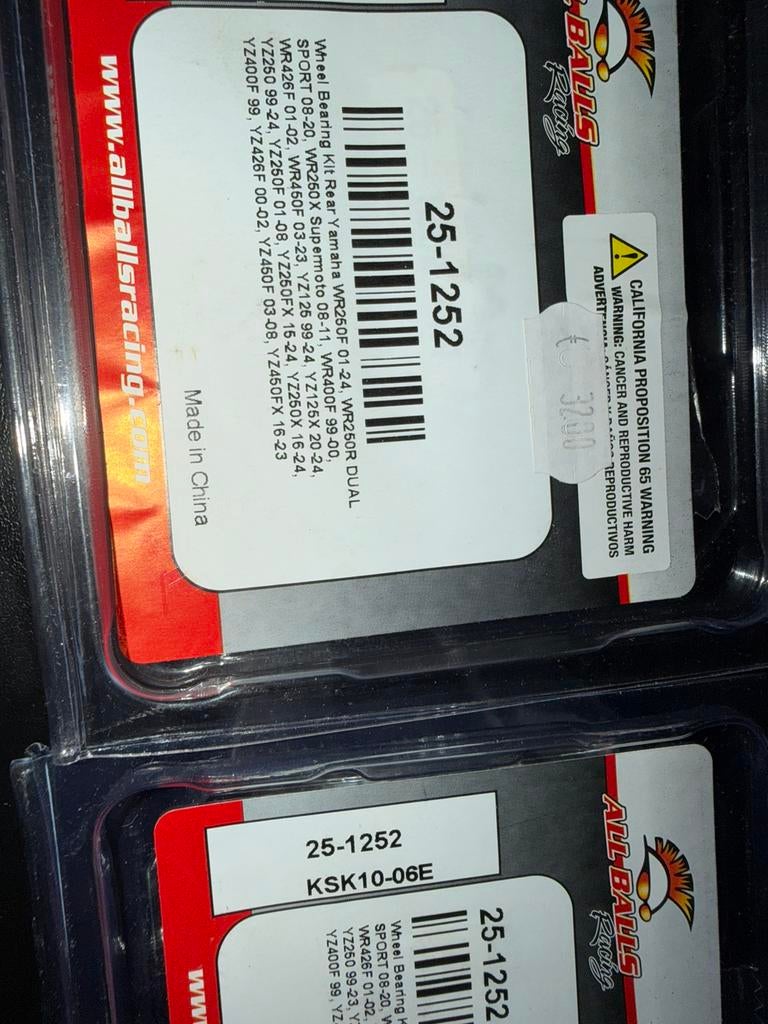 ALL-BALLS
Racing
CALIFORNIA PROPOSITION 65 WARNING
WARNING: CANCER AND REPRODUCTIVE HARM
REPRODUCTIVOS
32.00
25-1252
Wheel Bearing Kit Rear Yamaha WR250F 01-24, WR250R DUAL
SPORT 08-20, WR250X Supermoto 08-11, WR400F 99-00,
WR426F 01-02, WR450F 03-23, YZ125 99-24, YZ125X 20-24,
YZ250 99-24, YZ250F 01-08, YZ250FX 15-24, YZ250X 16-24,
YZ400F 99, YZ426F 00-02, YZ450F 03-08, YZ450FX 16-23
Made in China
www.allballsracing.com
ALL-BALLS
Racing
25-1252
KSK10-06E
25-1252
Wheel Bearing
SPORT 08-20,
WR426F 01-02,
YZ250 99-23,
YZ400F 99,
www